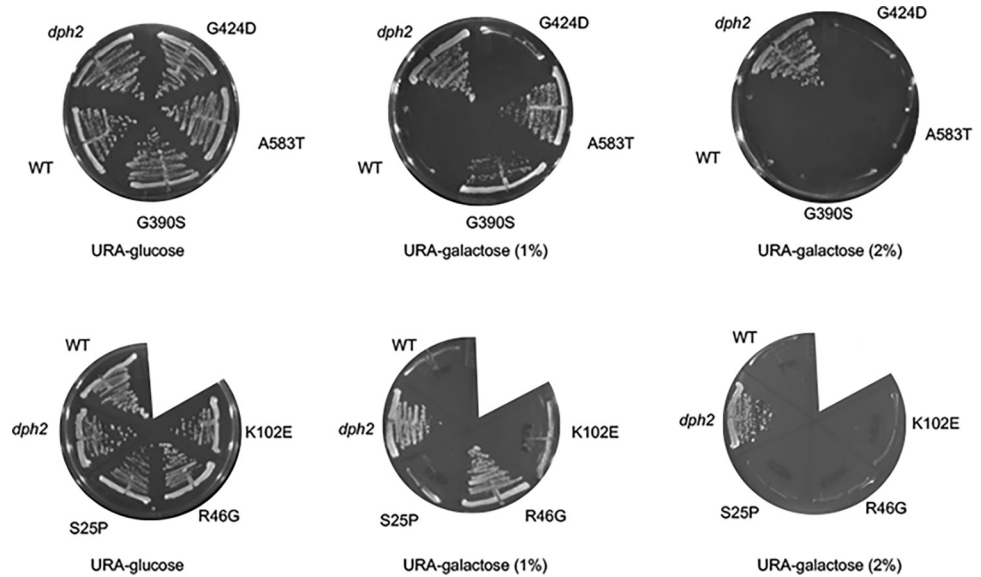 dph2
G424D
A583T
WT
G390S
URA-glucose
dph2
G424D
A583T
WT
G390S
URA-galactose (1%)
dph2
G424D
A583T
WT
G390S
URA-galactose (2%)
WT
dph2
K102E
S25P
R46G
URA-glucose
WT
dph2
K102E
S25P
R46G
URA-galactose (1%)
WT
dph2
K102E
S25P
R46G
URA-galactose (2%)